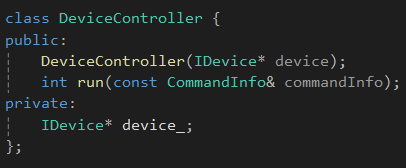 class DeviceController {
public:
    DeviceController(IDevice* device);
    int run(const CommandInfo& commandInfo);
private:
    IDevice* device_;
};